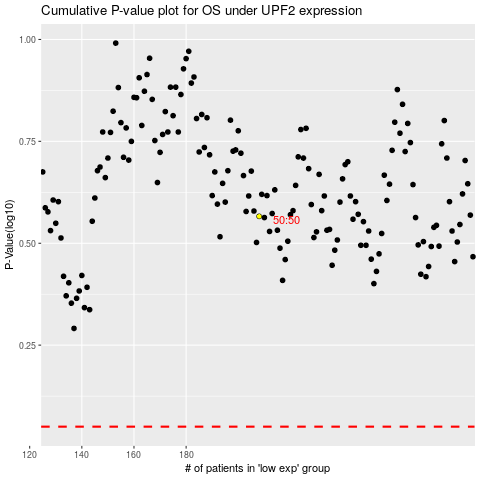 Cumulative P-value plot for OS under UPF2 expression
P-Value(log10)
1.00
0.75
0.50
0.25
50:50
120 140 160 180
# of patients in 'low exp' group